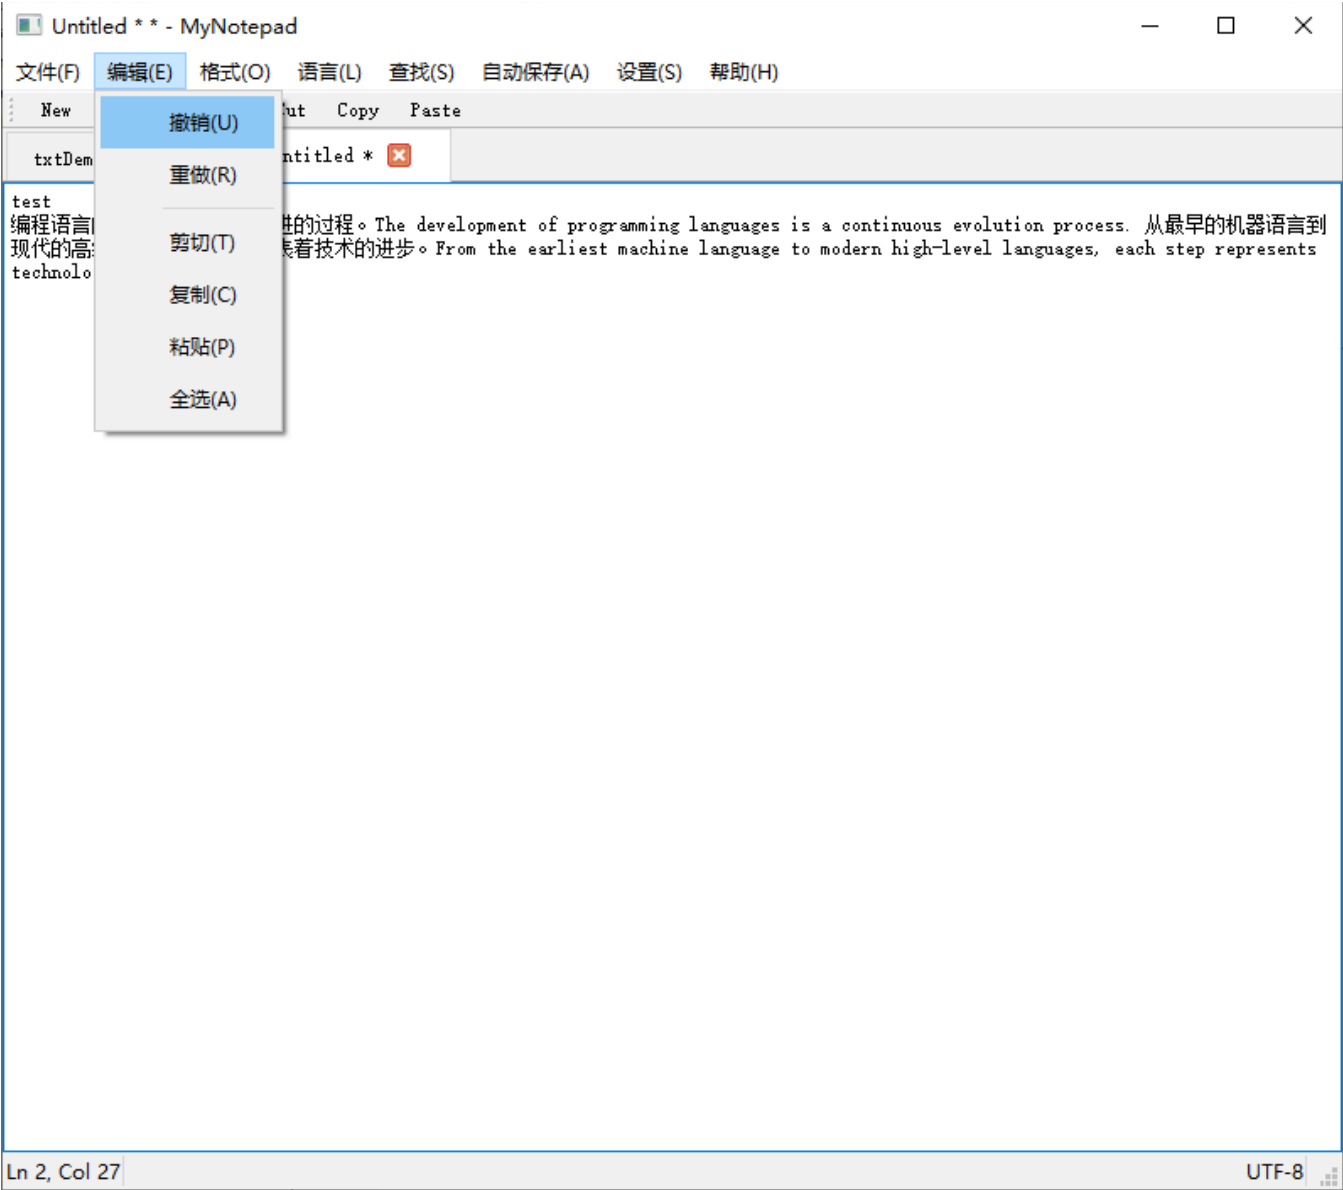 Untitled * * - MyNotepad
文件(F) 编辑(E) 格式(O) 语言(L) 查找(S) 自动保存(A) 设置(S) 帮助(H)
New Copy Paste
撤销(U)
重做(R)
剪切(T)
复制(C)
粘贴(P)
全选(A)
test
编程语言 进的过程。The development of programming languages is a continuous evolution process. 从最早的机器语言到
现代的高 着技术的进步。From the earliest machine language to modern high-level languages, each step represents
Ln 2, Col 27 UTF-8